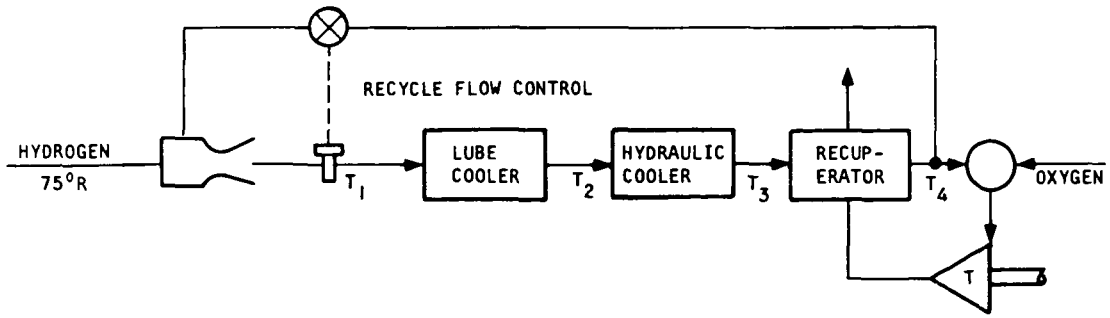 RECYCLE FLOW CONTROL
HYDROGEN
75°R
T1
LUBE
COOLER
T2
HYDRAULIC
COOLER
T3
RECUP-
ERATOR
T4
OXYGEN
T